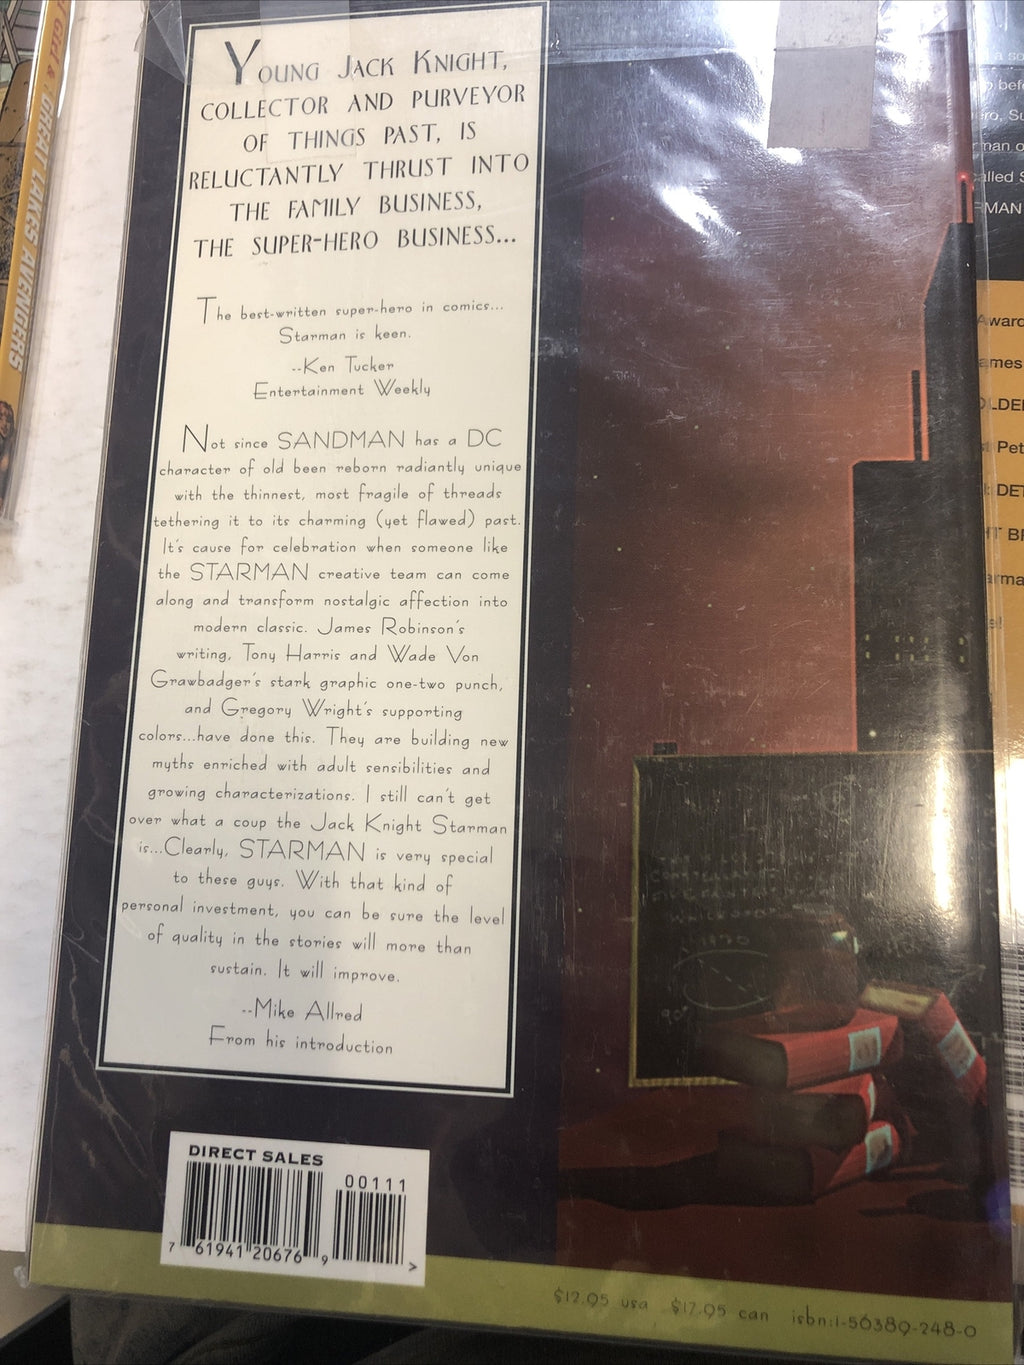 YOUNG JACK KNIGHT,
COLLECTOR AND PURVEYOR
OF THINGS PAST, IS
RELUCTANTLY THRUST INTO
THE FAMILY BUSINESS,
THE SUPER-HERO BUSINESS...
The best-written super-hero in comics...
Starman is keen.
--Ken Tucker
Entertainment Weekly
Not since SANDMAN has a DC
character of old been reborn radiantly unique
with the thinnest, most fragile of threads
tethering it to its charming (yet flawed) past.
It's cause for celebration when someone like
the STARMAN creative team can come
along and transform nostalgic affection into
modern classic. James Robinson's
writing, Tony Harris and Wade Von
Grawbadger's stark graphic one-two punch,
and Gregory Wright's supporting
colors...have done this. They are building new
myths enriched with adult sensibilities and
growing characterizations. I still can't get
over what a coup the Jack Knight Starman
is...Clearly, STARMAN is very special
to these guys. With that kind of
personal investment, you can be sure the level
of quality in the stories will more than
sustain. It will improve.
--Mike Allred
From his introduction
DIRECT SALES
00111
7 61941 20676 9 >
$12.95 usa $17.95 can isbn:1-56389-248-0
GREAT LAKES AVENGERS
1970
90°